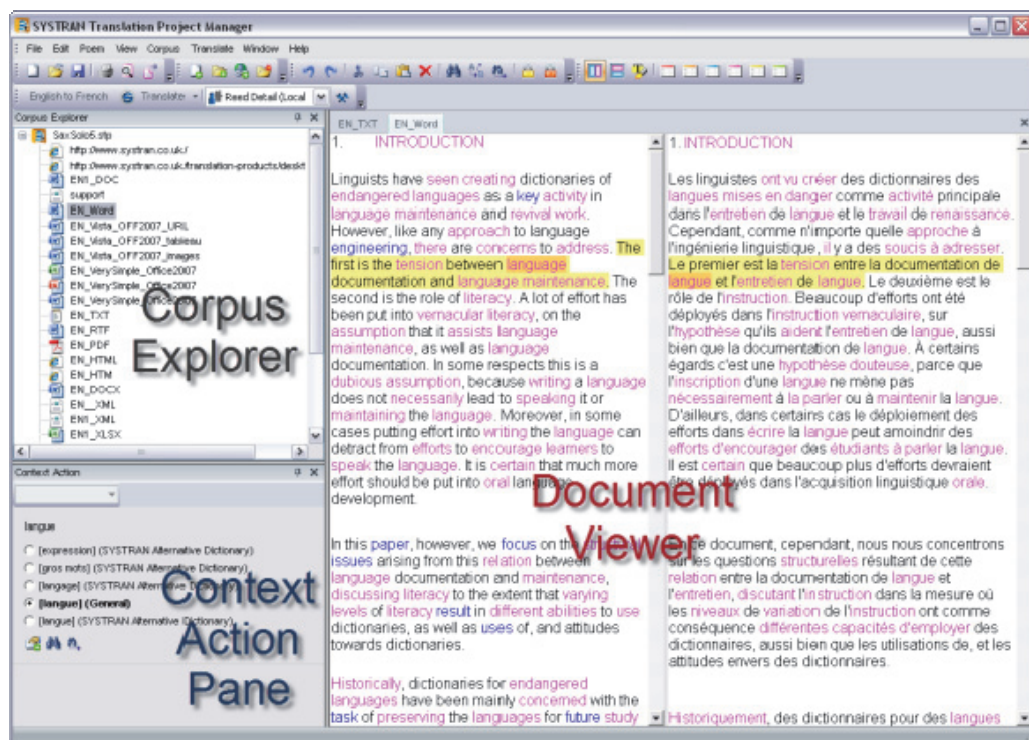 SYSTRAN Translation Project Manager
File Edit Poem View Corpus Translate Window Help
English to French Translate Reed Detail (Local
Corpus Explorer
SaxSolo6.stp
http://www.systran.co.uk/
http://www.systran.co.uk/translation-products/deskt
EN1_DOC
support
EN_Word
EN_Vista_OFF2007_URL
EN_Vista_OFF2007_tableau
EN_Vista_OFF2007_images
EN_VerySimple_Office2007
EN_VerySimple_Office2007
EN_VerySimple_Office2007
EN_TXT
EN_RTF
EN_PDF
EN_HTML
EN_HTM
EN_DOCX
EN__XML
EN1_XML
EN1_XLSX
Corpus
Explorer
Context Action
langue
[expression] (SYSTRAN Alternative Dictionary)
[gros mots] (SYSTRAN Alternative Dictionary)
[langage] (SYSTRAN Alternative Dictionary)
[langue] (General)
[langue] (SYSTRAN Alternative Dictionary)
Context
Action
Pane
EN_TXT EN_Word
1. INTRODUCTION
Linguists have seen creating dictionaries of
endangered languages as a key activity in
language maintenance and revival work.
However, like any approach to language
engineering, there are concerns to address. The
first is the tension between language
documentation and language maintenance. The
second is the role of literacy. A lot of effort has
been put into vernacular literacy, on the
assumption that it assists language
maintenance, as well as language
documentation. In some respects this is a
dubious assumption, because writing a language
does not necessarily lead to speaking it or
maintaining the language. Moreover, in some
cases putting effort into writing the language can
detract from efforts to encourage learners to
speak the language. It is certain that much more
effort should be put into oral language
development.
In this paper, however, we focus on the structural
issues arising from this relation between
language documentation and maintenance,
discussing literacy to the extent that varying
levels of literacy result in different abilities to use
dictionaries, as well as uses of, and attitudes
towards dictionaries.
Historically, dictionaries for endangered
languages have been mainly concerned with the
task of preserving the languages for future study
1. INTRODUCTION
Les linguistes ont vu créer des dictionnaires des
langues mises en danger comme activité principale
dans l'entretien de langue et le travail de renaissance.
Cependant, comme n'importe quelle approche à
l'ingénierie linguistique , il y a des soucis à adresser.
Le premier est la tension entre la documentation de
langue et l'entretien de langue. Le deuxième est le
rôle de l'instruction. Beaucoup d'efforts ont été
déployés dans l'instruction vernaculaire, sur
l'hypothèse qu'ils aident l'entretien de langue, aussi
bien que la documentation de langue. À certains
égards c'est une hypothèse douteuse, parce que
l'inscription d'une langue ne mène pas
nécessairement à la parler ou à maintenir la langue.
D'ailleurs, dans certains cas le déploiement des
efforts dans écrire la langue peut amoindrir des
efforts d'encourager des étudiants à parler la langue.
Il est certain que beaucoup plus d'efforts devraient
être déployés dans l'acquisition linguistique orale.
ce document, cependant, nous nous concentrons
sur les questions structurelles résultant de cette
relation entre la documentation de langue et
l'entretien, discutant l'instruction dans la mesure où
les niveaux de variation de l'instruction ont comme
conséquence différentes capacités d'employer des
dictionnaires, aussi bien que les utilisations de, et les
attitudes envers des dictionnaires.
Historiquement, des dictionnaires pour des langues
Document
Viewer